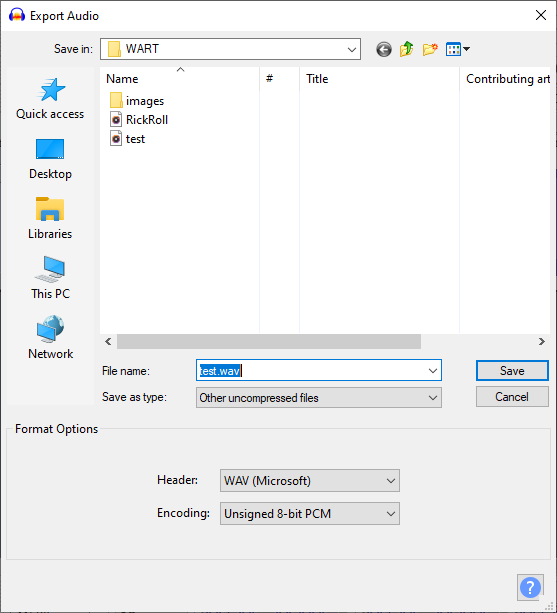 Export Audio
Save in: WART
Name # Title Contributing art
Quick access
Desktop
Libraries
This PC
Network
images
RickRoll
test
File name: test.wav Save
Save as type: Other uncompressed files Cancel
Format Options
Header: WAV (Microsoft)
Encoding: Unsigned 8-bit PCM
?